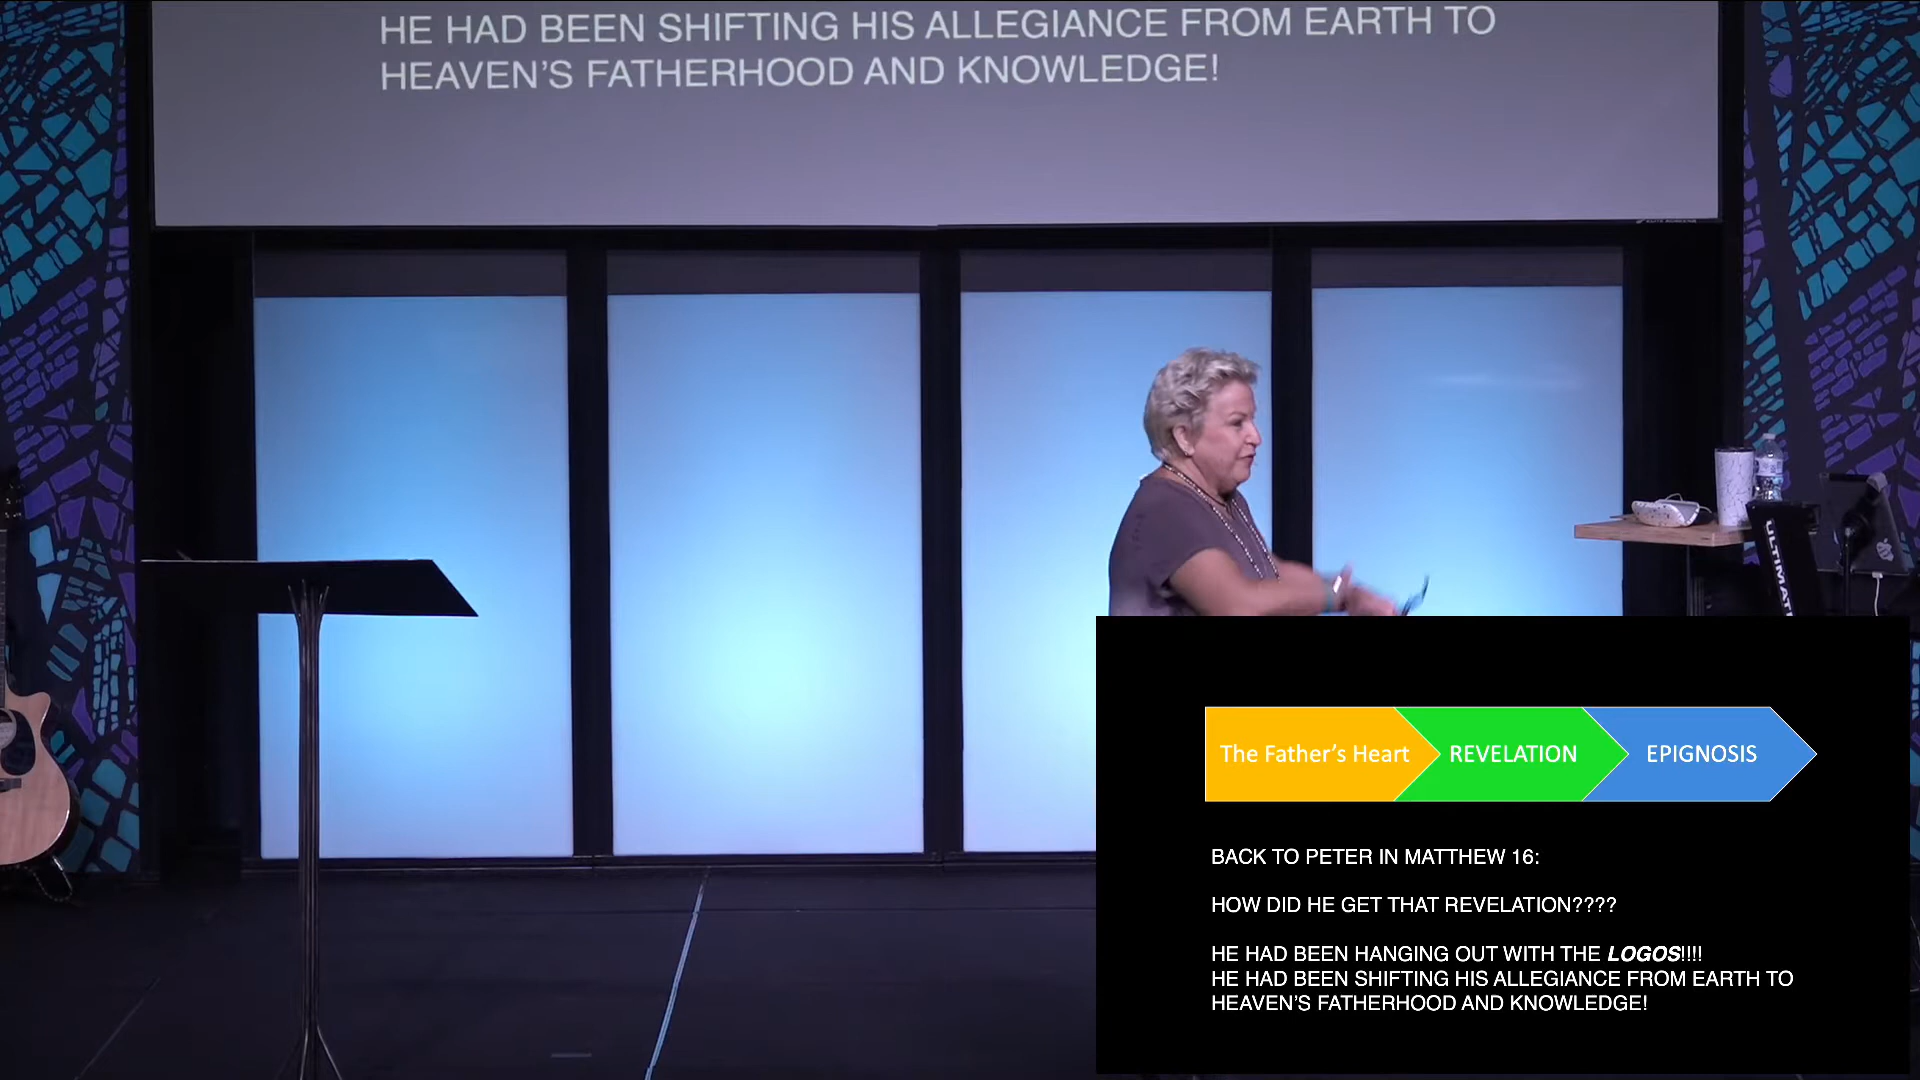 HE HAD BEEN SHIFTING HIS ALLEGIANCE FROM EARTH TO
HEAVEN’S FATHERHOOD AND KNOWLEDGE!
ULTIMAT
The Father’s Heart
REVELATION
EPIGNOSIS
BACK TO PETER IN MATTHEW 16:
HOW DID HE GET THAT REVELATION????
HE HAD BEEN HANGING OUT WITH THE LOGOS!!!!
HE HAD BEEN SHIFTING HIS ALLEGIANCE FROM EARTH TO
HEAVEN’S FATHERHOOD AND KNOWLEDGE!